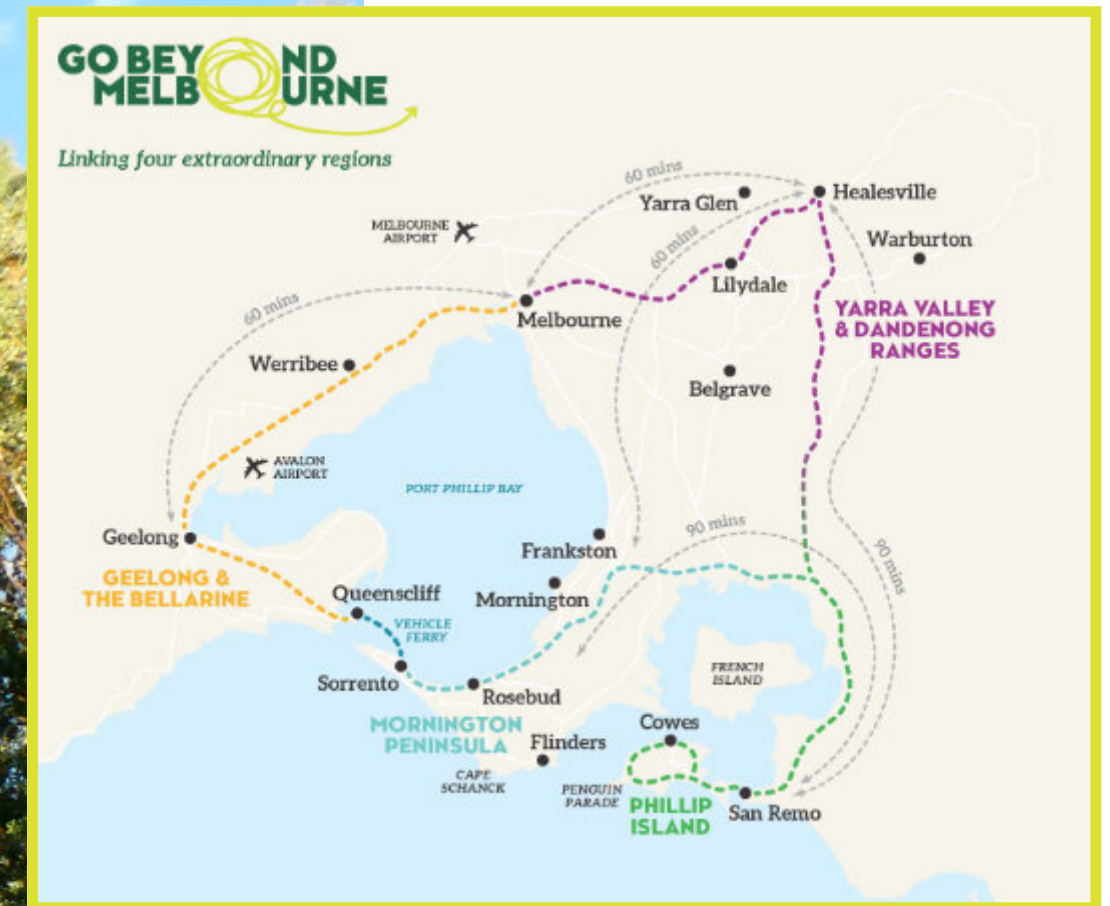 GO BEYOND
MELBOURNE
Linking four extraordinary regions
60 mins
Yarra Glen
Healesville
MELBOURNE
AIRPORT
60 mins
Warburton
Lilydale
60 mins
Melbourne
YARRA VALLEY
& DANDENONG
RANGES
Werribee
Belgrave
AVALON
AIRPORT
PORT PHILLIP BAY
Geelong
Frankston
90 mins
90 mins
GEELONG &
THE BELLARINE
Queenscliff
Mornington
VEHICLE
FERRY
Sorrento
Rosebud
FRENCH
ISLAND
MORNINGTON
PENINSULA
Flinders
Cowes
CAPE
SCHANCK
PENGUIN
PARADE
PHILLIP
ISLAND
San Remo